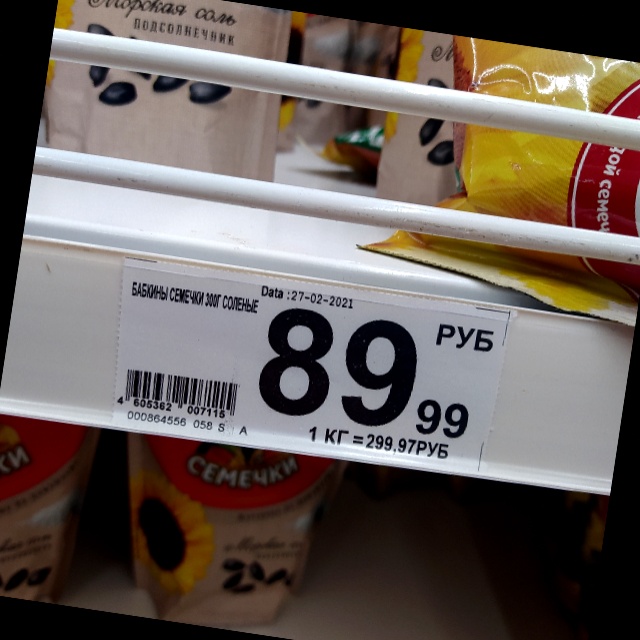 Морская соль
ПОДСОЛНЕЧНИК
БАБКИНЫ СЕМЕЧКИ 300Г СОЛЕНЫЕ
Data :27-02-2021
89 99
РУБ
4 605382 007115
000864556 058 S A
1 КГ =299,97РУБ
СЕМЕЧКИ